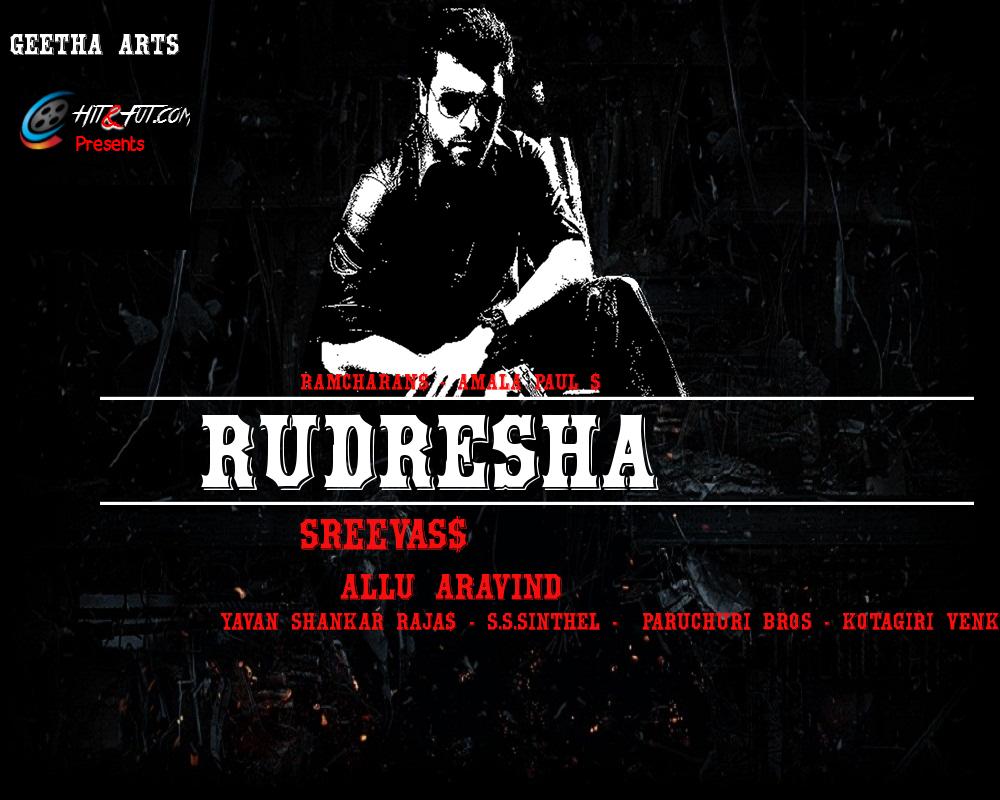 GEETHA ARTS
HIT&FUT.COM
Presents
RAMCHARAN$ - AMALA PAUL $
RUDRESHA
SREEVAS$
ALLU ARAVIND
YAVAN SHANKAR RAJA$ - S.S.SINTHEL - PARUCHURI BROS - KOTAGIRI VENK